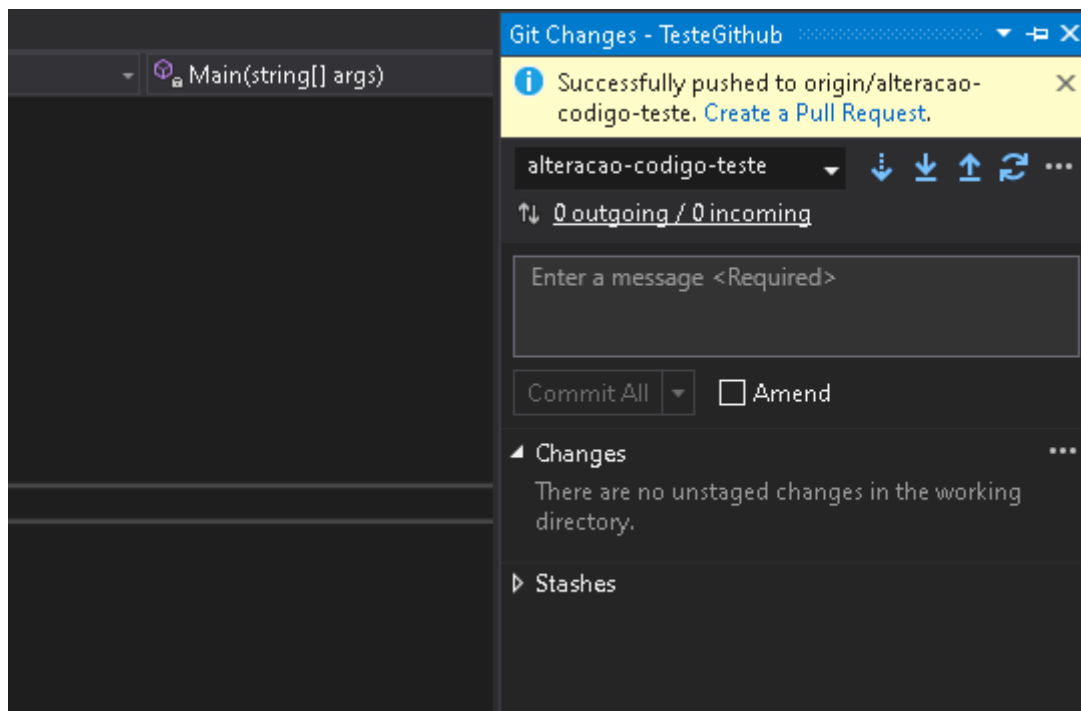 Git Changes - TesteGithub
Main(string[] args)
Successfully pushed to origin/alteracao-
codigo-teste. Create a Pull Request.
alteracao-codigo-teste
0 outgoing / 0 incoming
Enter a message <Required>
Commit All
Amend
Changes
There are no unstaged changes in the working
directory.
Stashes